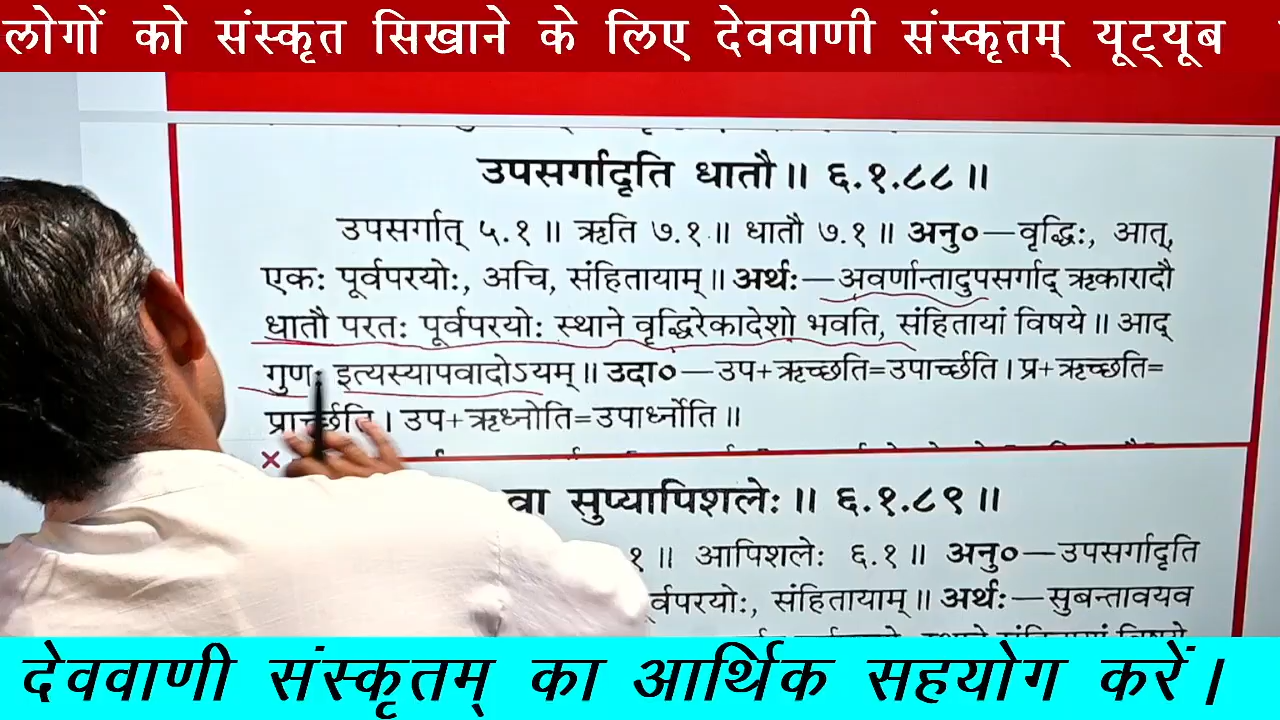 लोगों को संस्कृत सिखाने के लिए देववाणी संस्कृतम् यूट्यूब
उपसर्गादृति धातौ॥ ६.१.८८॥
उपसर्गात् ५.१॥ ऋति ७.१॥ धातौ ७.१॥ अनु०—वृद्धिः, आत्,
एकः पूर्वपरयोः, अचि, संहितायाम्॥ अर्थः—अवर्णान्तादुपसर्गाद् ऋकारादौ
धातौ परतः पूर्वपरयोः स्थाने वृद्धिरेकादेशो भवति, संहितायां विषये॥ आद्
गुणः इत्यस्यापवादोऽयम्॥ उदा०—उप+ऋच्छति=उपार्च्छति। प्र+ऋच्छति=
प्रार्च्छति। उप+ऋध्नोति=उपार्ध्नोति॥
वा सुप्यापिशलेः॥ ६.१.८९॥
१॥ आपिशलेः ६.१॥ अनु०—उपसर्गादृति
र्वपरयोः, संहितायाम्॥ अर्थः—सुबन्तावयव
देववाणी संस्कृतम् का आर्थिक सहयोग करें।